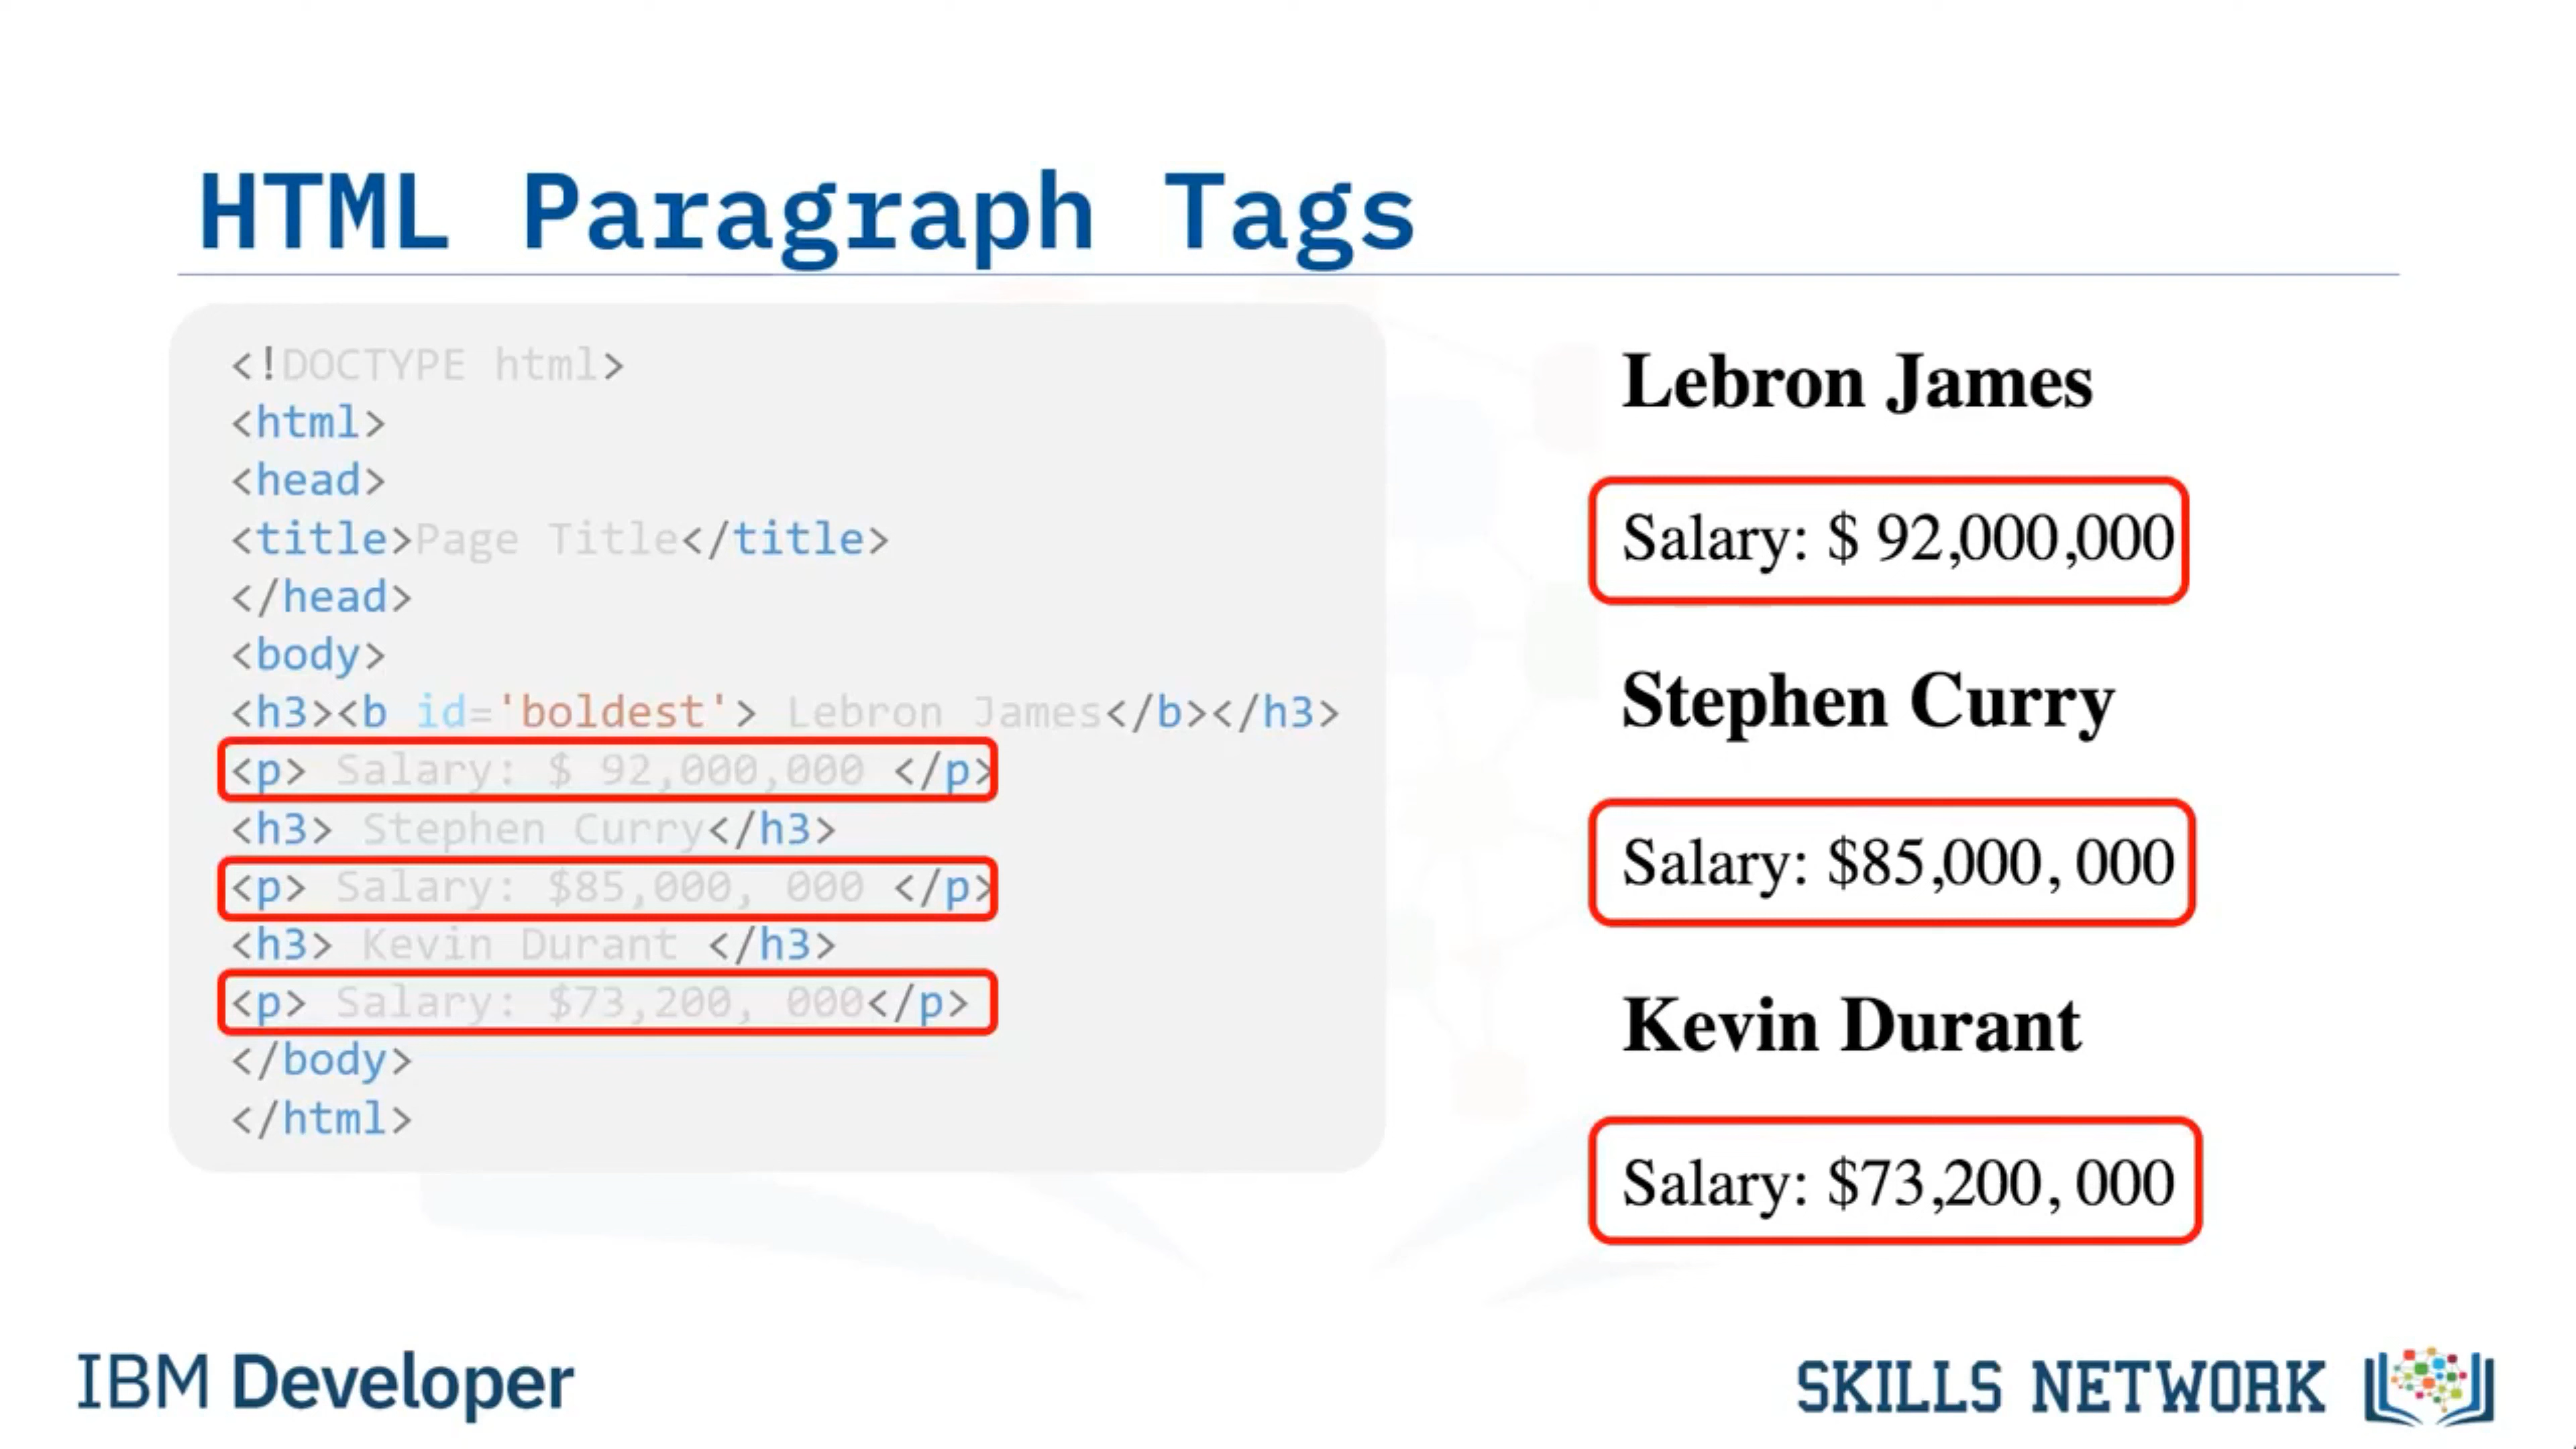 HTML Paragraph Tags
<!DOCTYPE html>
<html>
<head>
<title>Page Title</title>
</head>
<body>
<h3><b id='boldest'> Lebron James</b></h3>
<p> Salary: $ 92,000,000 </p>
<h3> Stephen Curry</h3>
<p> Salary: $85,000, 000 </p>
<h3> Kevin Durant </h3>
<p> Salary: $73,200, 000</p>
</body>
</html>
Lebron James
Salary: $ 92,000,000
Stephen Curry
Salary: $85,000, 000
Kevin Durant
Salary: $73,200, 000
IBM Developer
SKILLS NETWORK